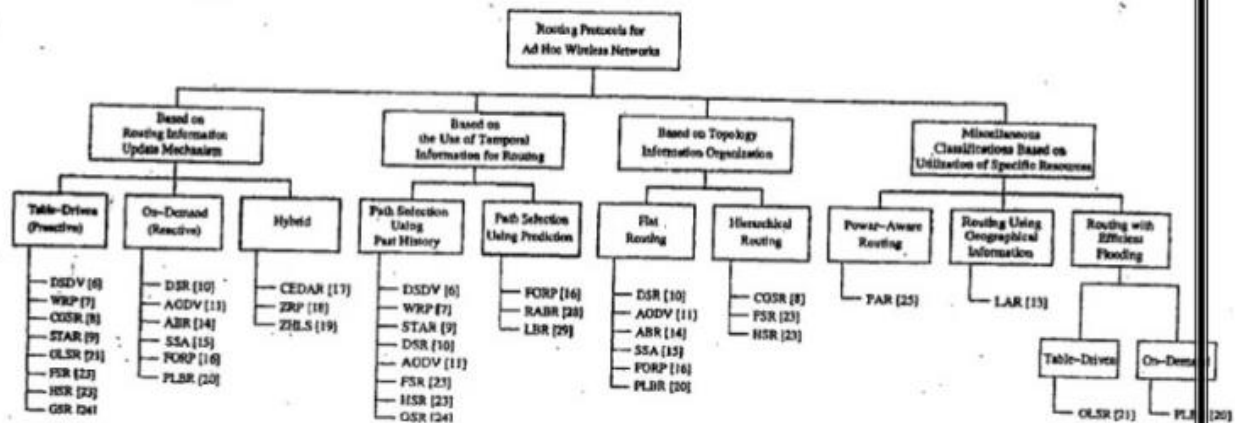 Routing Protocols for
Ad Hoc Wireless Networks
Based on
Routing Information
Update Mechanism
Based on
the Use of Temporal
Information for Routing
Based on Topology
Information Organization
Miscellaneous
Classifications Based on
Utilization of Specific Resources
Table-Driven
(Proactive)
On-Demand
(Reactive)
Hybrid
Path Selection
Using
Past History
Path Selection
Using Prediction
Flat
Routing
Hierarchical
Routing
Power-Aware
Routing
Routing Using
Geographical
Information
Routing with
Efficient
Flooding
DSDV [6]
WRP [7]
CGSR [8]
STAR [9]
OLSR [21]
FSR [23]
HSR [23]
GSR [24]
DSR [10]
AODV [11]
ABR [14]
SSA [15]
FORP [16]
PLBR [20]
CEDAR [17]
ZRP [18]
ZHLS [19]
DSDV [6]
WRP [7]
STAR [9]
DSR [10]
AODV [11]
FSR [23]
HSR [23]
GSR [24]
FORP [16]
RABR [28]
LBR [29]
DSR [10]
AODV [11]
ABR [14]
SSA [15]
FORP [16]
PLBR [20]
CGSR [8]
FSR [23]
HSR [23]
PAR [25]
LAR [13]
Table-Driven
On-Demand
OLSR [21]
[20]